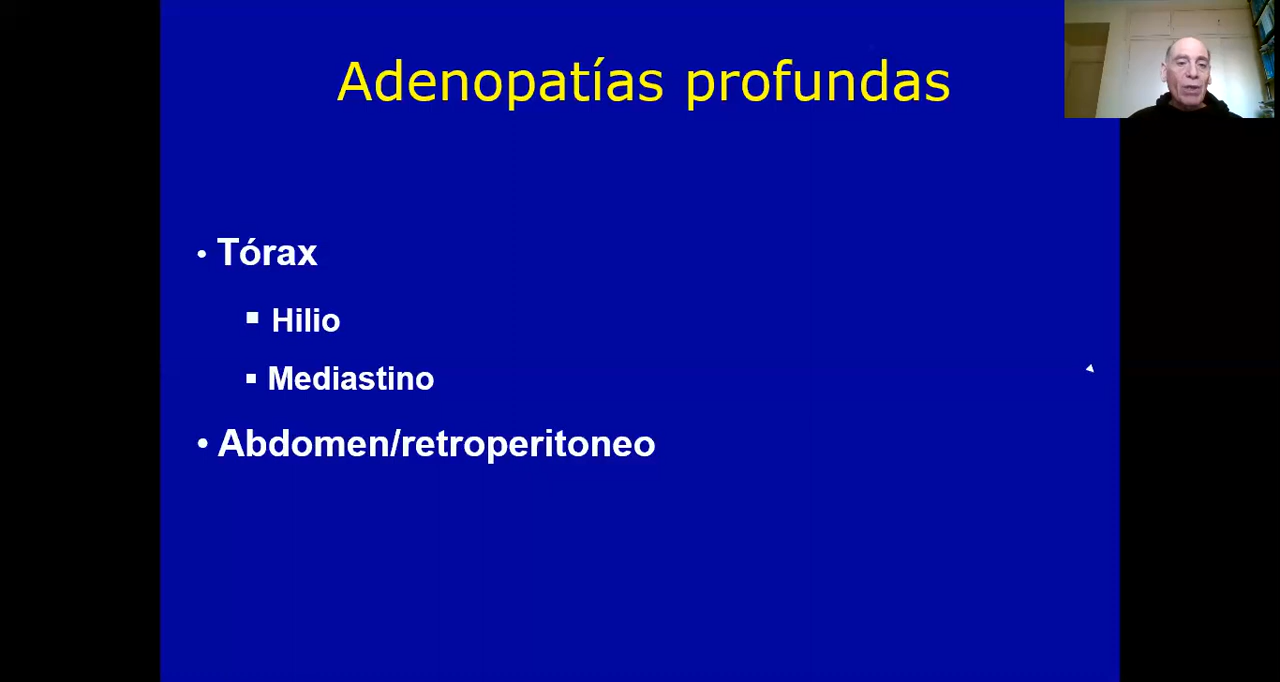 Adenopatías profundas
• Tórax
▪ Hilio
▪ Mediastino
• Abdomen/retroperitoneo